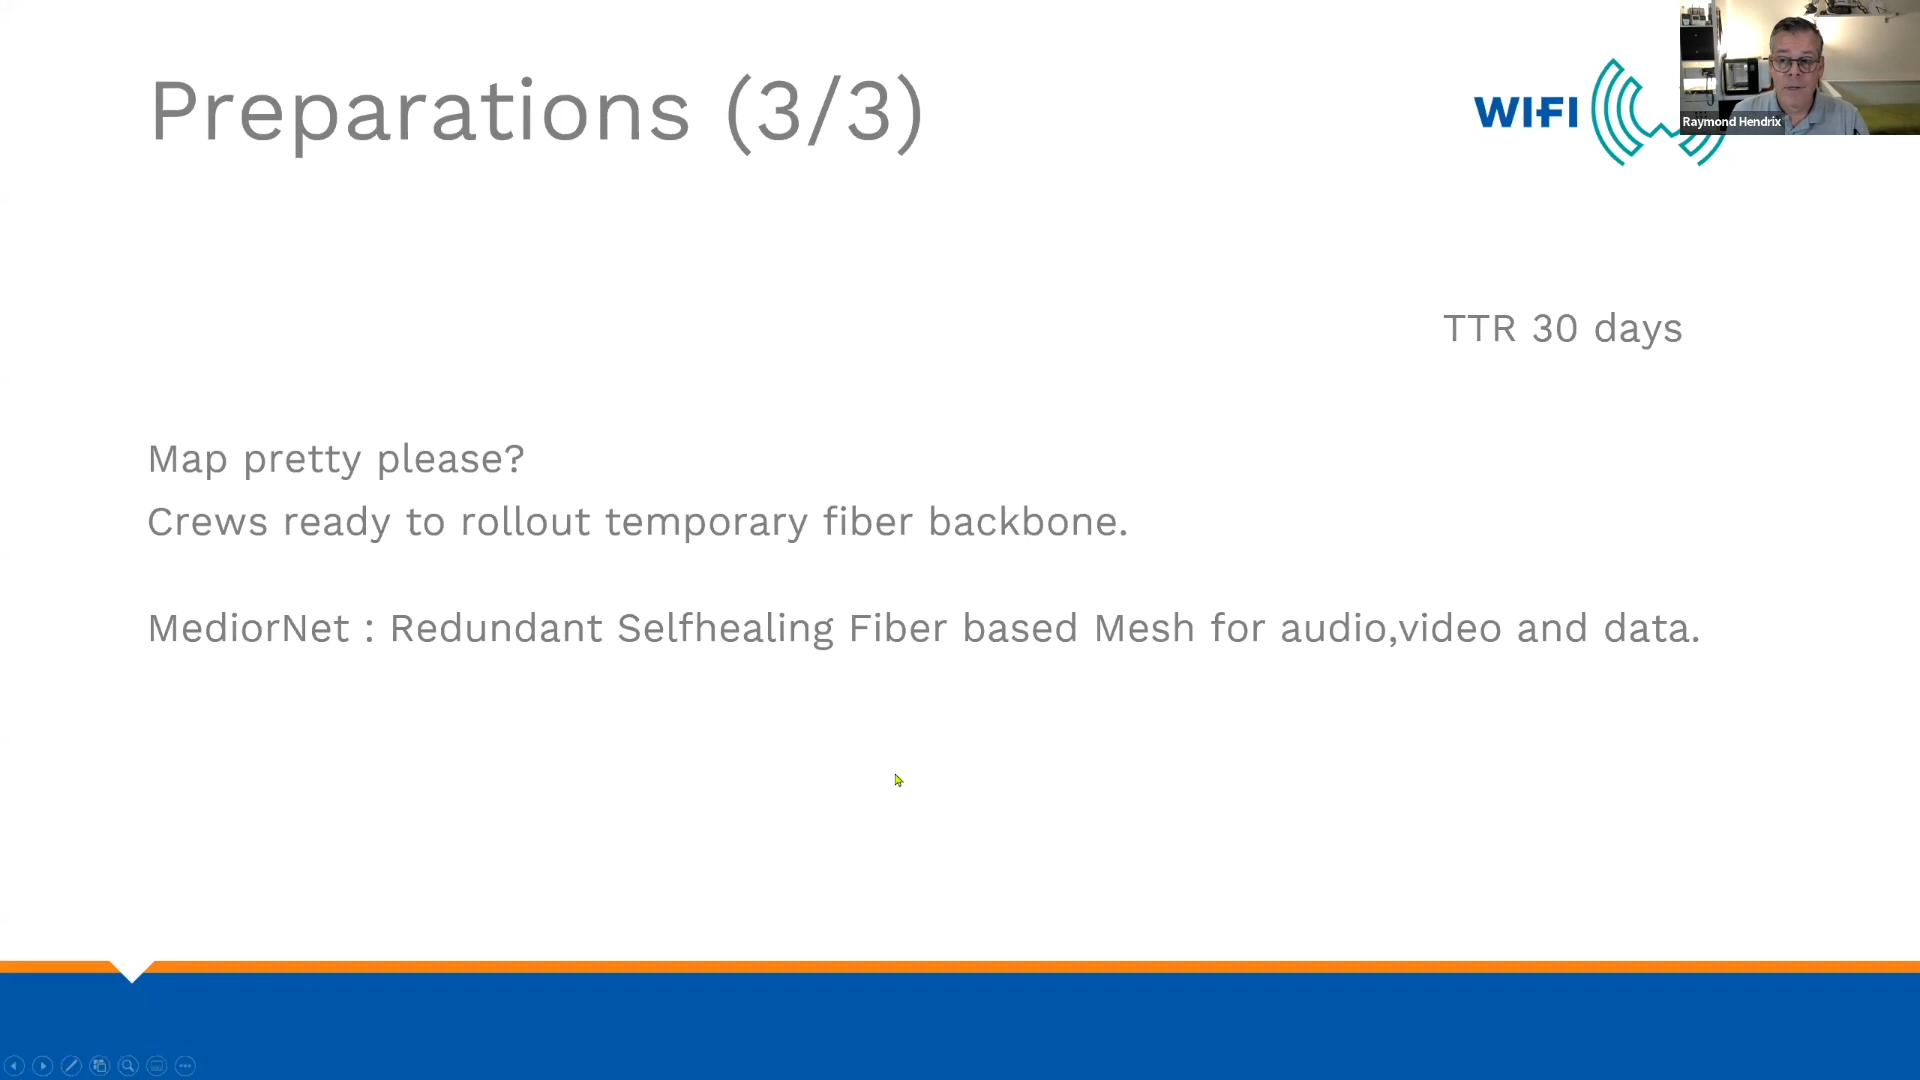 Preparations (3/3)
WIFI
Raymond Hendrix
TTR 30 days
Map pretty please?
Crews ready to rollout temporary fiber backbone.
MediorNet : Redundant Selfhealing Fiber based Mesh for audio,video and data.